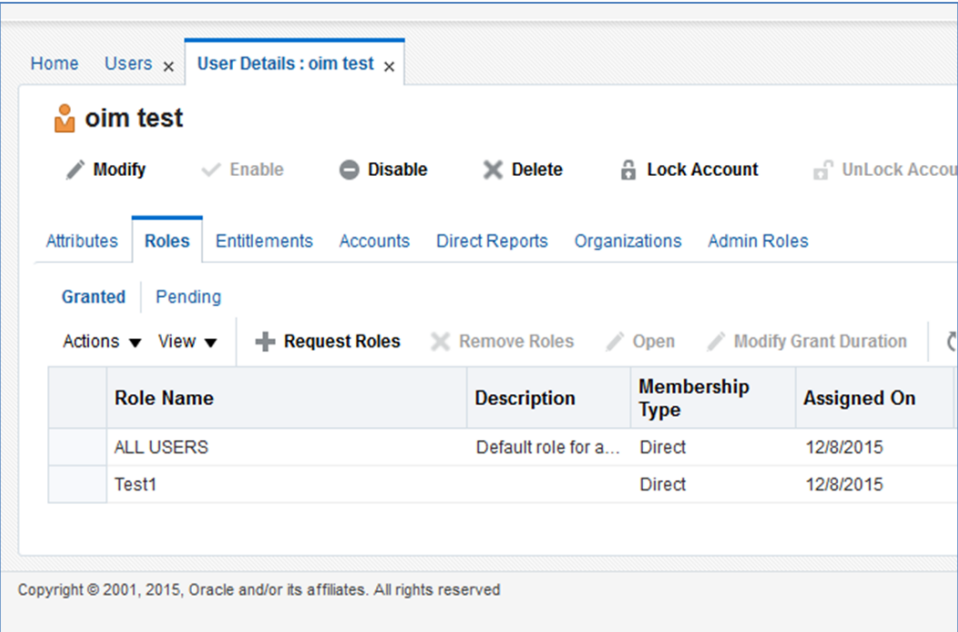 Home Users × User Details : oim test ×
oim test
Modify Enable Disable Delete Lock Account UnLock Accou
Attributes Roles Entitlements Accounts Direct Reports Organizations Admin Roles
Granted Pending
Actions View Request Roles Remove Roles Open Modify Grant Duration
Role Name Description Membership Type Assigned On
ALL USERS Default role for a... Direct 12/8/2015
Test1 Direct 12/8/2015
Copyright © 2001, 2015, Oracle and/or its affiliates. All rights reserved